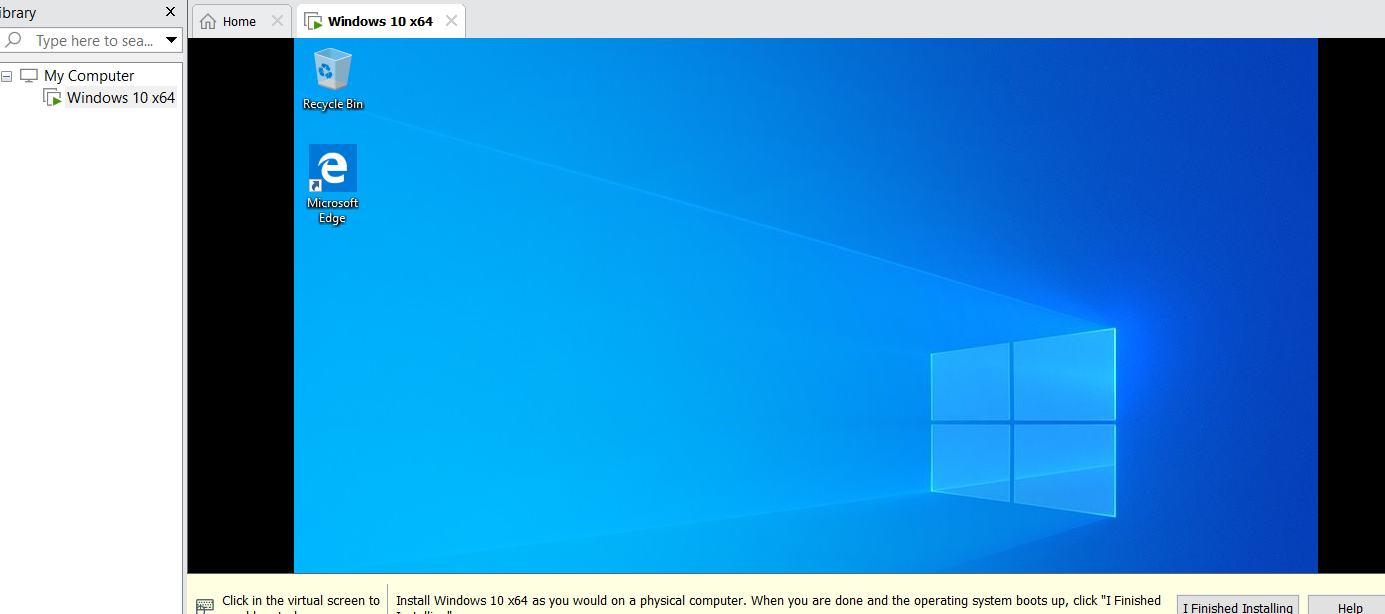 ibrary
Type here to sea...
My Computer
Windows 10 x64
Home
Windows 10 x64
Recycle Bin
Microsoft
Edge
Click in the virtual screen to
Install Windows 10 x64 as you would on a physical computer. When you are done and the operating system boots up, click "I Finished
I Finished Installing
Help